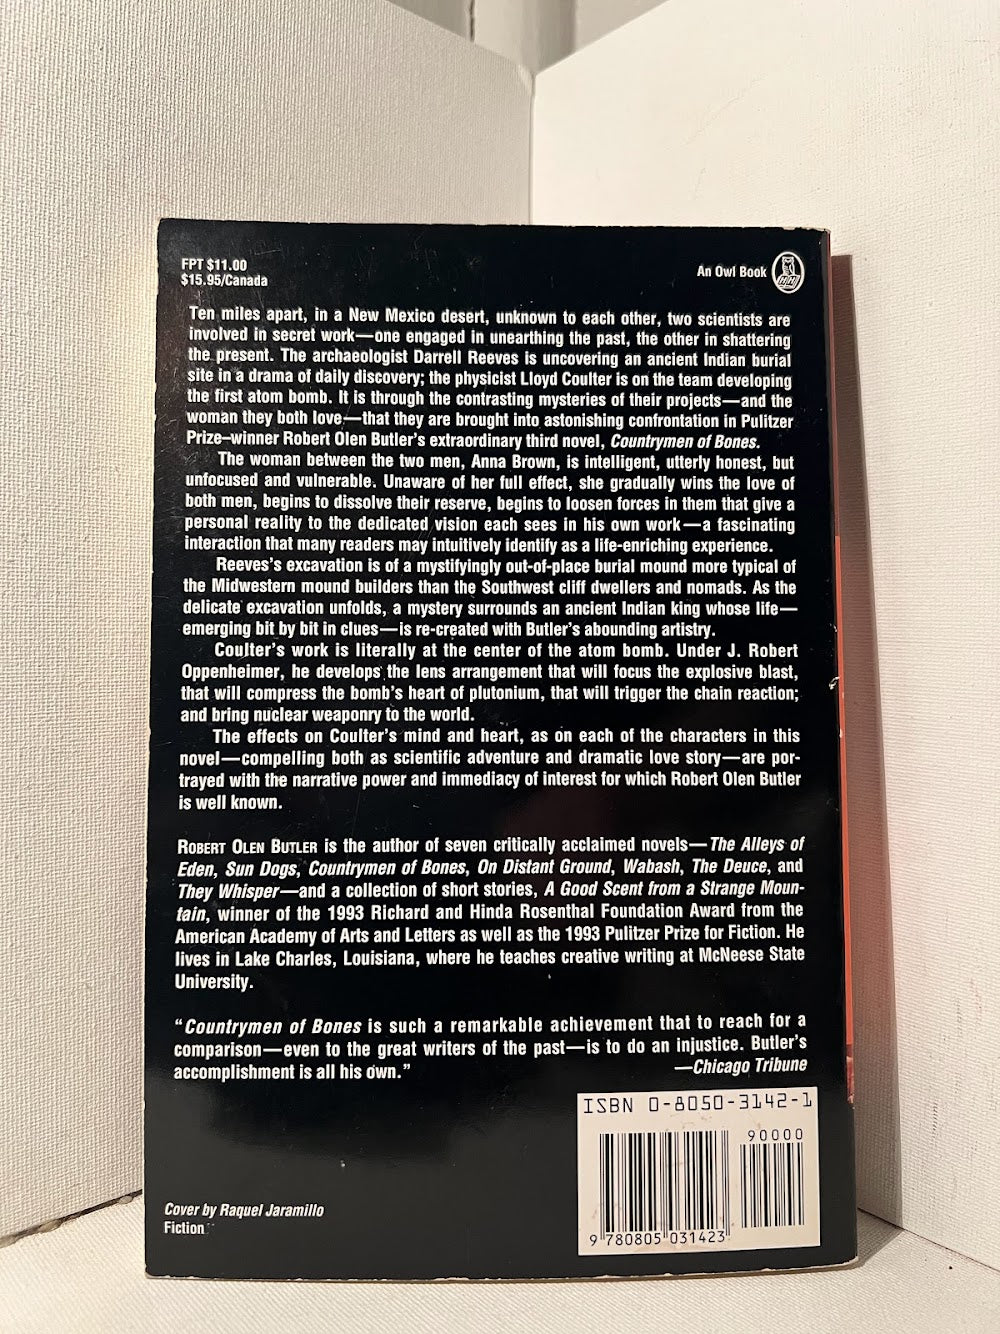 FPT $11.00
$15.95/Canada
An Owl Book
Ten miles apart, in a New Mexico desert, unknown to each other, two scientists are
involved in secret work—one engaged in unearthing the past, the other in shattering
the present. The archaeologist Darrell Reeves is uncovering an ancient Indian burial
site in a drama of daily discovery; the physicist Lloyd Coulter is on the team developing
the first atom bomb. It is through the contrasting mysteries of their projects—and the
woman they both love—that they are brought into astonishing confrontation in Pulitzer
Prize–winner Robert Olen Butler's extraordinary third novel, Countrymen of Bones.
The woman between the two men, Anna Brown, is intelligent, utterly honest, but
unfocused and vulnerable. Unaware of her full effect, she gradually wins the love of
both men, begins to dissolve their reserve, begins to loosen forces in them that give a
personal reality to the dedicated vision each sees in his own work—a fascinating
interaction that many readers may intuitively identify as a life-enriching experience.
Reeves's excavation is of a mystifyingly out-of-place burial mound more typical of
the Midwestern mound builders than the Southwest cliff dwellers and nomads. As the
delicate excavation unfolds, a mystery surrounds an ancient Indian king whose life—
emerging bit by bit in clues—is re-created with Butler's abounding artistry.
Coulter's work is literally at the center of the atom bomb. Under J. Robert
Oppenheimer, he develops the lens arrangement that will focus the explosive blast,
that will compress the bomb's heart of plutonium, that will trigger the chain reaction;
and bring nuclear weaponry to the world.
The effects on Coulter's mind and heart, as on each of the characters in this
novel—compelling both as scientific adventure and dramatic love story—are por-
trayed with the narrative power and immediacy of interest for which Robert Olen Butler
is well known.
ROBERT OLEN BUTLER is the author of seven critically acclaimed novels—The Alleys of
Eden, Sun Dogs, Countrymen of Bones, On Distant Ground, Wabash, The Deuce, and
They Whisper—and a collection of short stories, A Good Scent from a Strange Moun-
tain, winner of the 1993 Richard and Hinda Rosenthal Foundation Award from the
American Academy of Arts and Letters as well as the 1993 Pulitzer Prize for Fiction. He
lives in Lake Charles, Louisiana, where he teaches creative writing at McNeese State
University.
"Countrymen of Bones is such a remarkable achievement that to reach for a
comparison—even to the great writers of the past—is to do an injustice. Butler's
accomplishment is all his own."
—Chicago Tribune
ISBN 0-8050-3142-1
90000
9 780805 031423
Cover by Raquel Jaramillo
Fiction